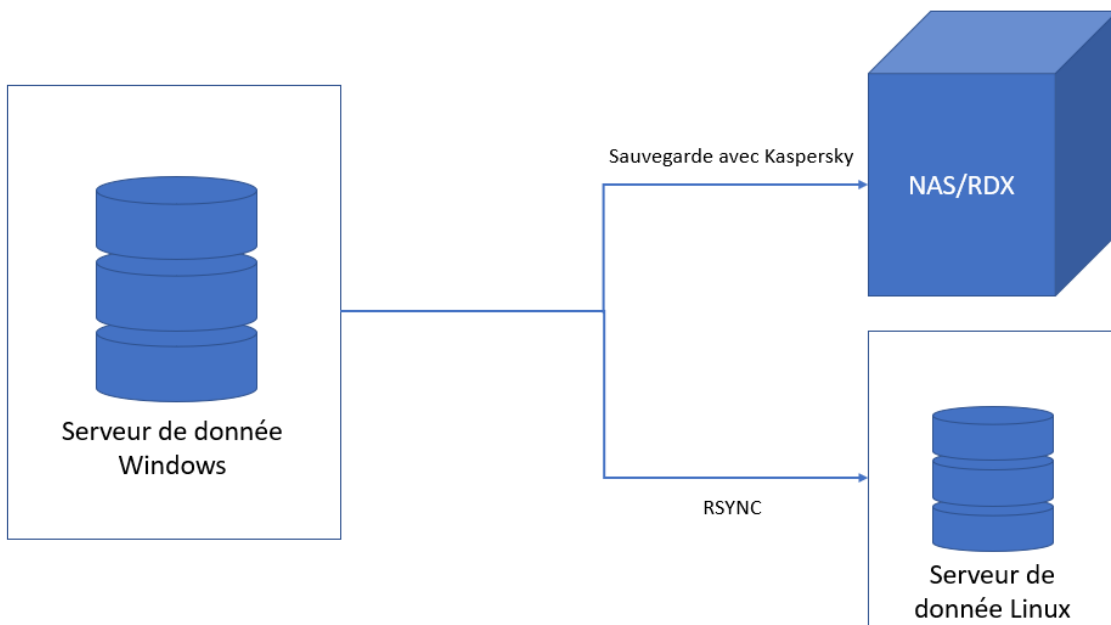 Sauvegarde avec Kaspersky
NAS/RDX
Serveur de donnée
Windows
RSYNC
Serveur de
donnée Linux